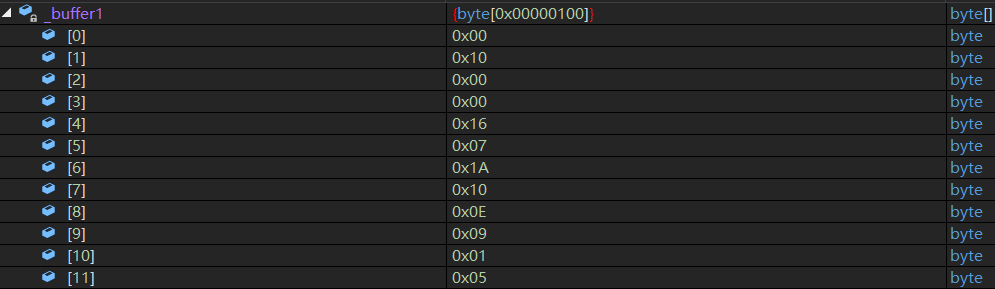 _buffer1 {byte[0x00000100]} byte[]
[0] 0x00 byte
[1] 0x10 byte
[2] 0x00 byte
[3] 0x00 byte
[4] 0x16 byte
[5] 0x07 byte
[6] 0x1A byte
[7] 0x10 byte
[8] 0x0E byte
[9] 0x09 byte
[10] 0x01 byte
[11] 0x05 byte